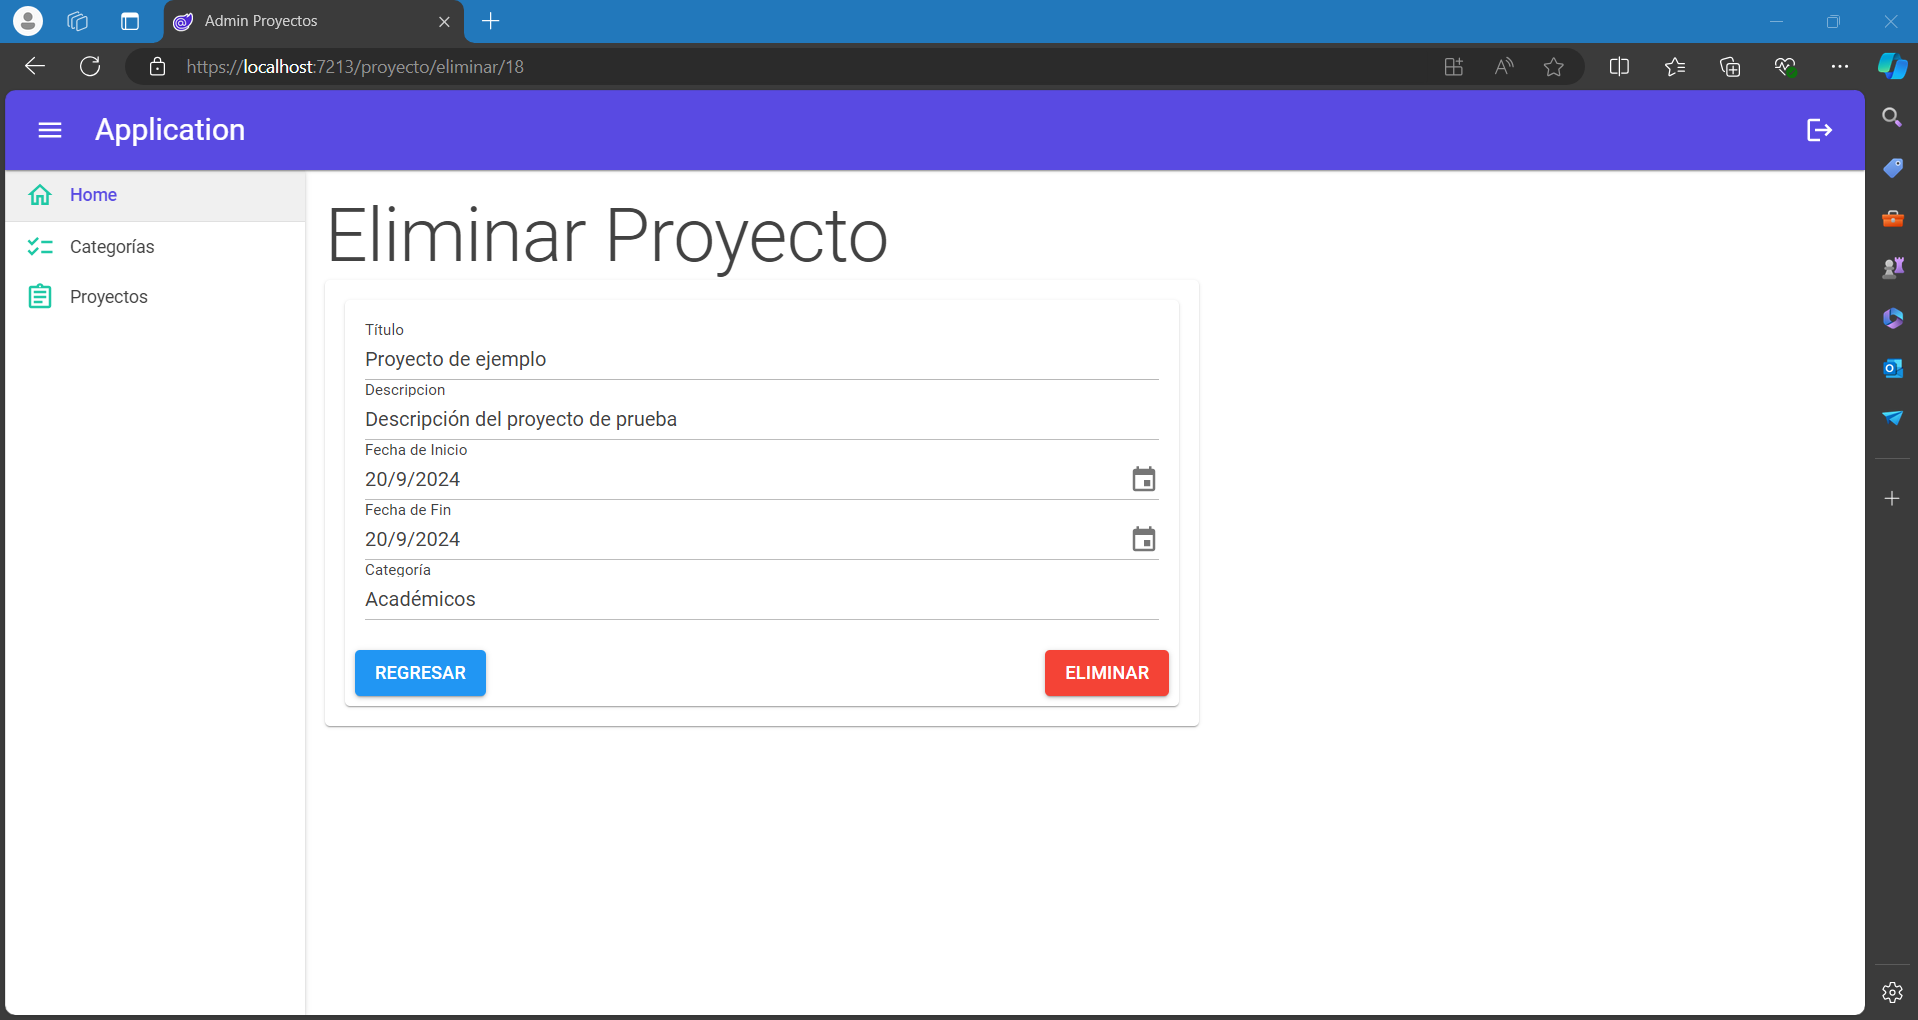 Admin Proyectos
https://localhost:7213/proyecto/eliminar/18
Application
Home
Categorías
Proyectos
Eliminar Proyecto
Título
Proyecto de ejemplo
Descripcion
Descripción del proyecto de prueba
Fecha de Inicio
20/9/2024
Fecha de Fin
20/9/2024
Categoría
Académicos
REGRESAR
ELIMINAR